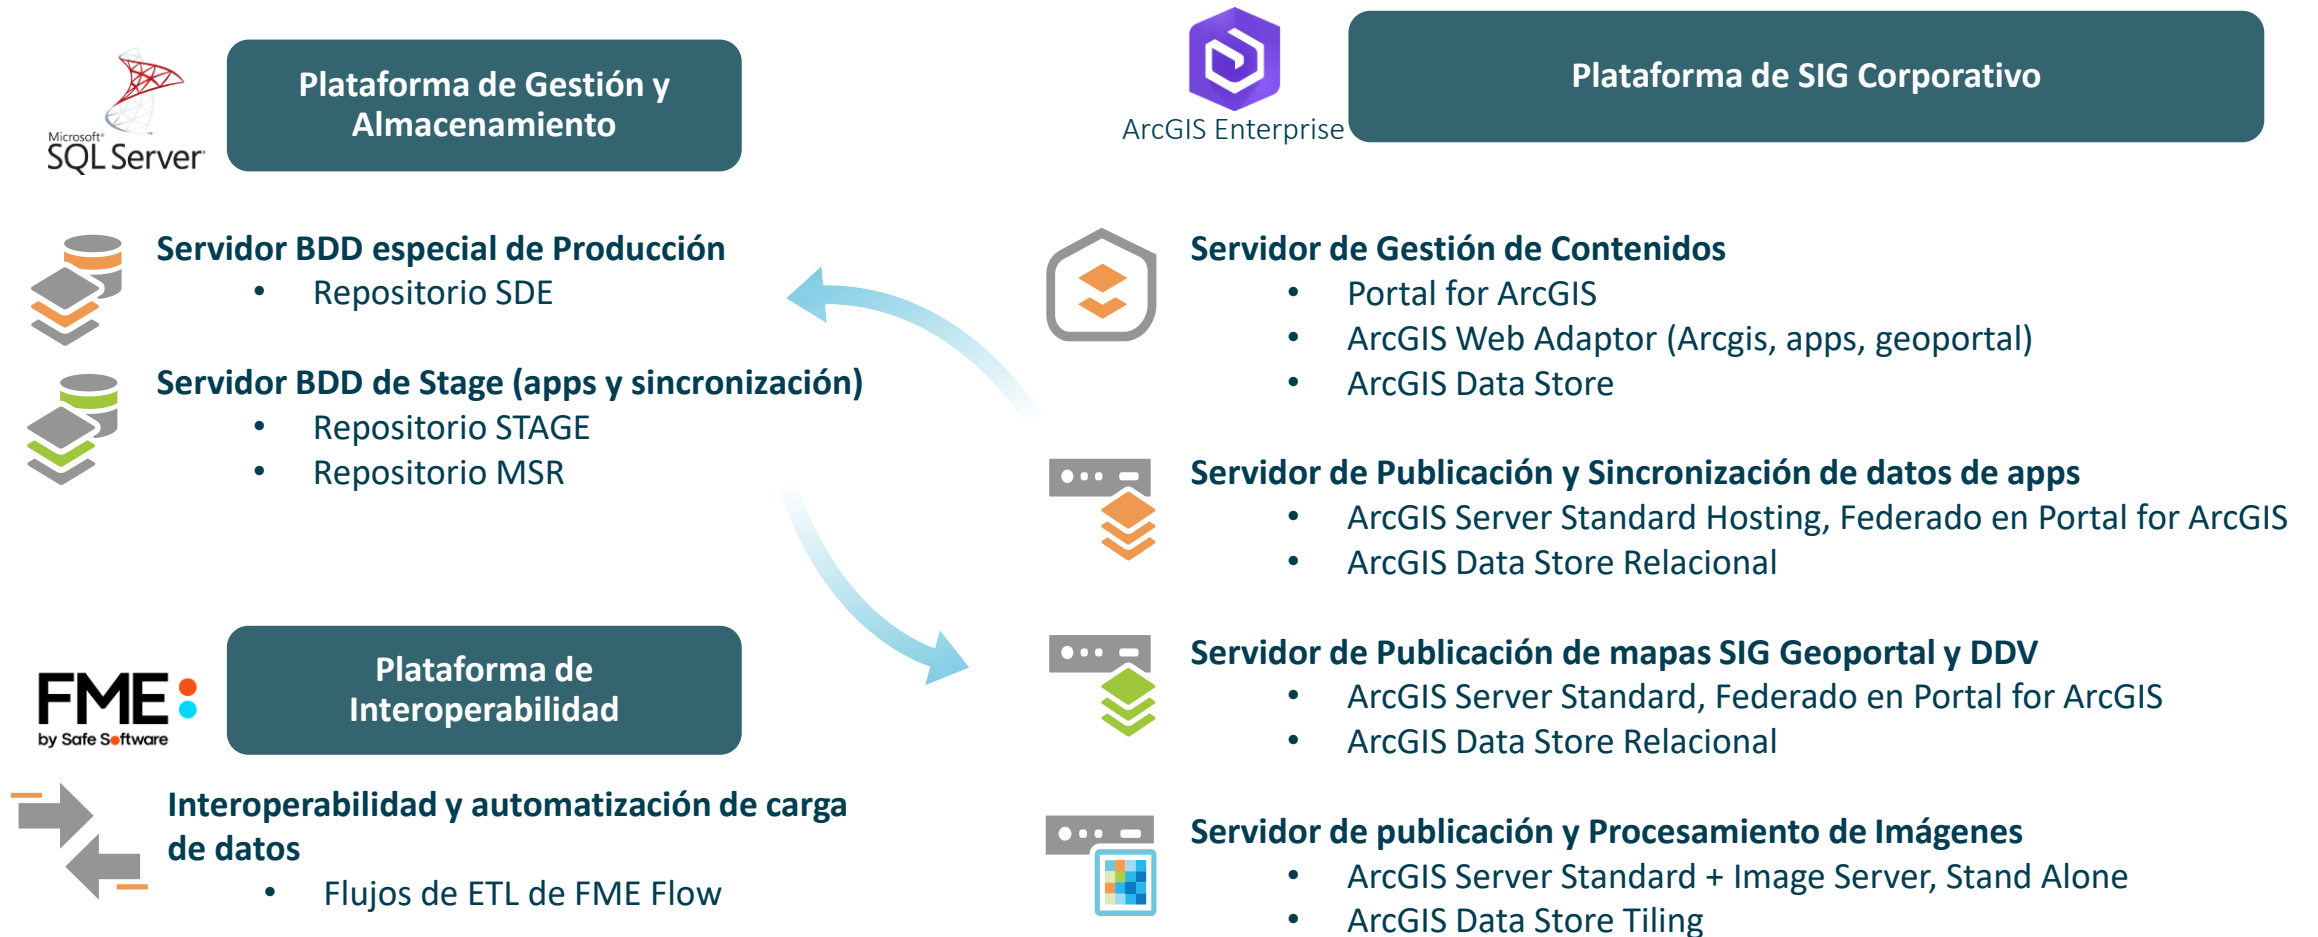 Microsoft®
SQL Server®
Plataforma de Gestión y
Almacenamiento
Servidor BDD especial de Producción
• Repositorio SDE
Servidor BDD de Stage (apps y sincronización)
• Repositorio STAGE
• Repositorio MSR
FME
by Safe Software
Plataforma de
Interoperabilidad
Interoperabilidad y automatización de carga
de datos
• Flujos de ETL de FME Flow
ArcGIS Enterprise
Plataforma de SIG Corporativo
Servidor de Gestión de Contenidos
• Portal for ArcGIS
• ArcGIS Web Adaptor (Arcgis, apps, geoportal)
• ArcGIS Data Store
Servidor de Publicación y Sincronización de datos de apps
• ArcGIS Server Standard Hosting, Federado en Portal for ArcGIS
• ArcGIS Data Store Relacional
Servidor de Publicación de mapas SIG Geoportal y DDV
• ArcGIS Server Standard, Federado en Portal for ArcGIS
• ArcGIS Data Store Relacional
Servidor de publicación y Procesamiento de Imágenes
• ArcGIS Server Standard + Image Server, Stand Alone
• ArcGIS Data Store Tiling